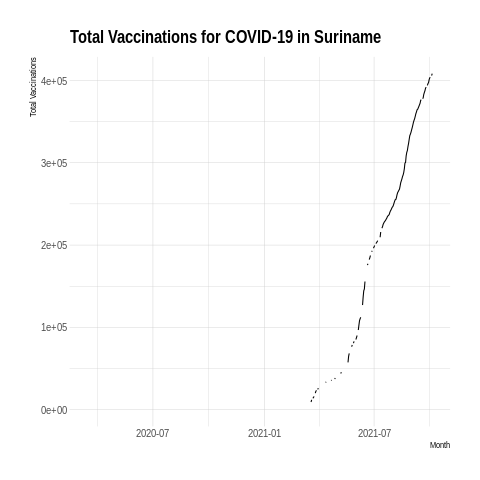 Total Vaccinations for COVID-19 in Suriname
Total Vaccinations
4e+05
3e+05
2e+05
1e+05
0e+00
2020-07
2021-01
2021-07
Month